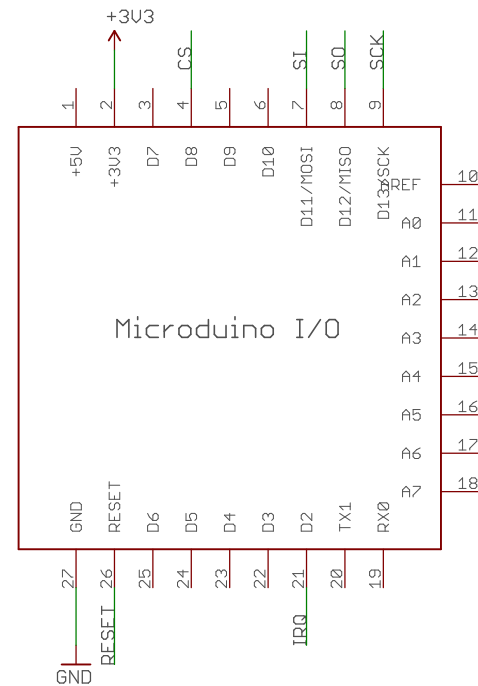 +3V3
CS
SI
SO
SCK
1
2
3
4
5
6
7
8
9
+5V
+3V3
D7
D8
D9
D10
D11/MOSI
D12/MISO
D13/SCK
AREF
10
A0
11
A1
12
A2
13
Microduino I/O
A3
14
A4
15
A5
16
A6
17
A7
18
GND
RESET
D6
D5
D4
D3
D2
TX1
RX0
27
26
25
24
23
22
21
20
19
RESET
IRQ
GND